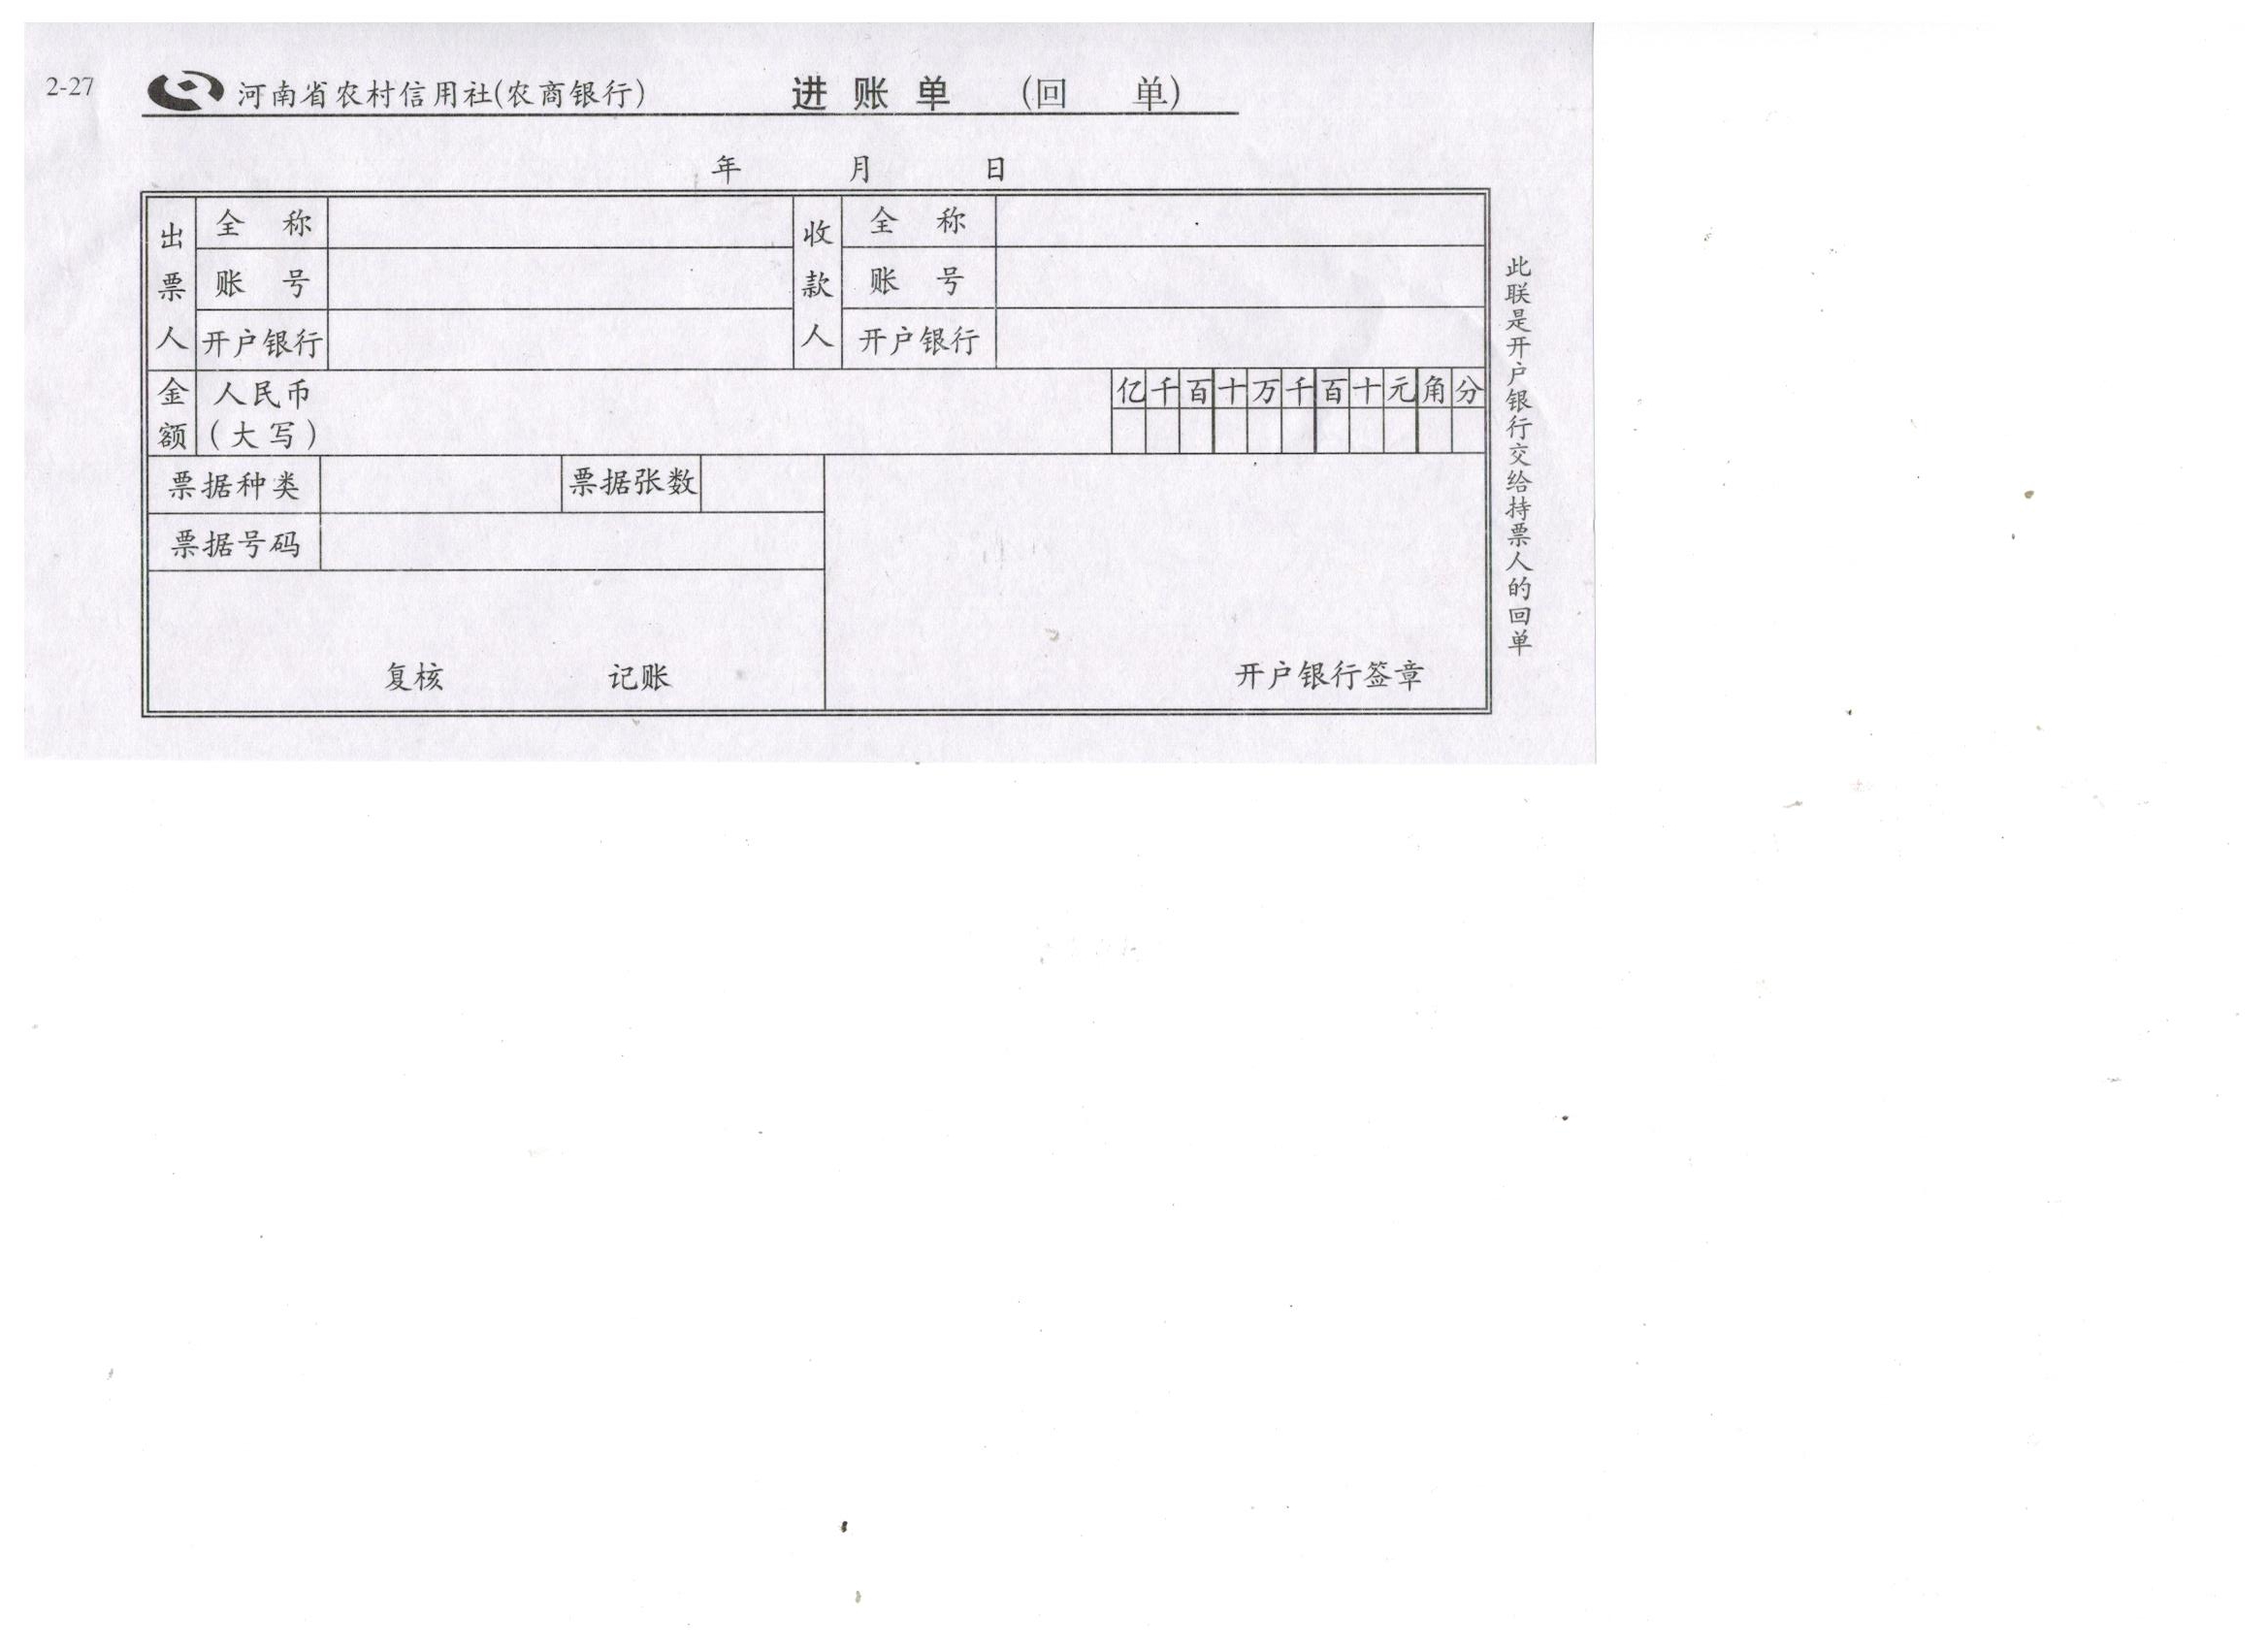 2-27 河南省农村信用社(农商银行) 进账单 (回 单)
年 月 日
出票人 全称 收款人 全称
账号 账号
开户银行 开户银行
金额 人民币(大写) 亿 千 百 十 万 千 百 十 元 角 分
票据种类 票据张数
票据号码
复核 记账 开户银行签章
此联是开户银行交给持票人的回单